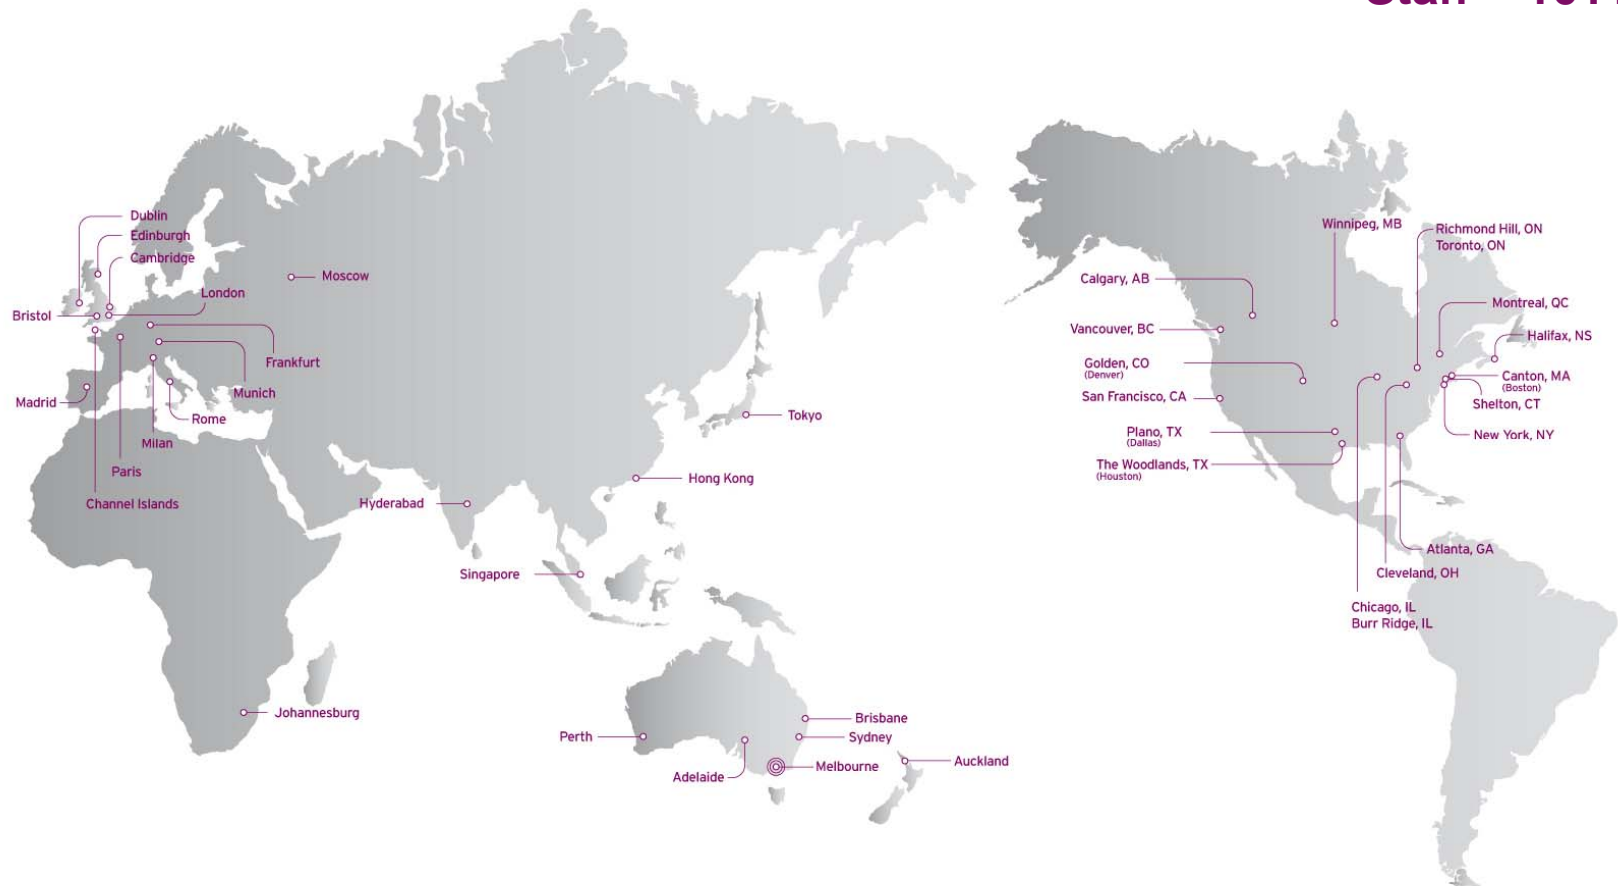 Dublin
Edinburgh
Cambridge
London
Bristol
Moscow
Frankfurt
Munich
Madrid
Rome
Milan
Paris
Channel Islands
Tokyo
Hong Kong
Hyderabad
Singapore
Johannesburg
Perth
Brisbane
Sydney
Melbourne
Adelaide
Auckland
Winnipeg, MB
Richmond Hill, ON
Toronto, ON
Calgary, AB
Montreal, QC
Vancouver, BC
Halifax, NS
Golden, CO
(Denver)
Canton, MA
(Boston)
San Francisco, CA
Shelton, CT
Plano, TX
(Dallas)
New York, NY
The Woodlands, TX
(Houston)
Atlanta, GA
Cleveland, OH
Chicago, IL
Burr Ridge, IL